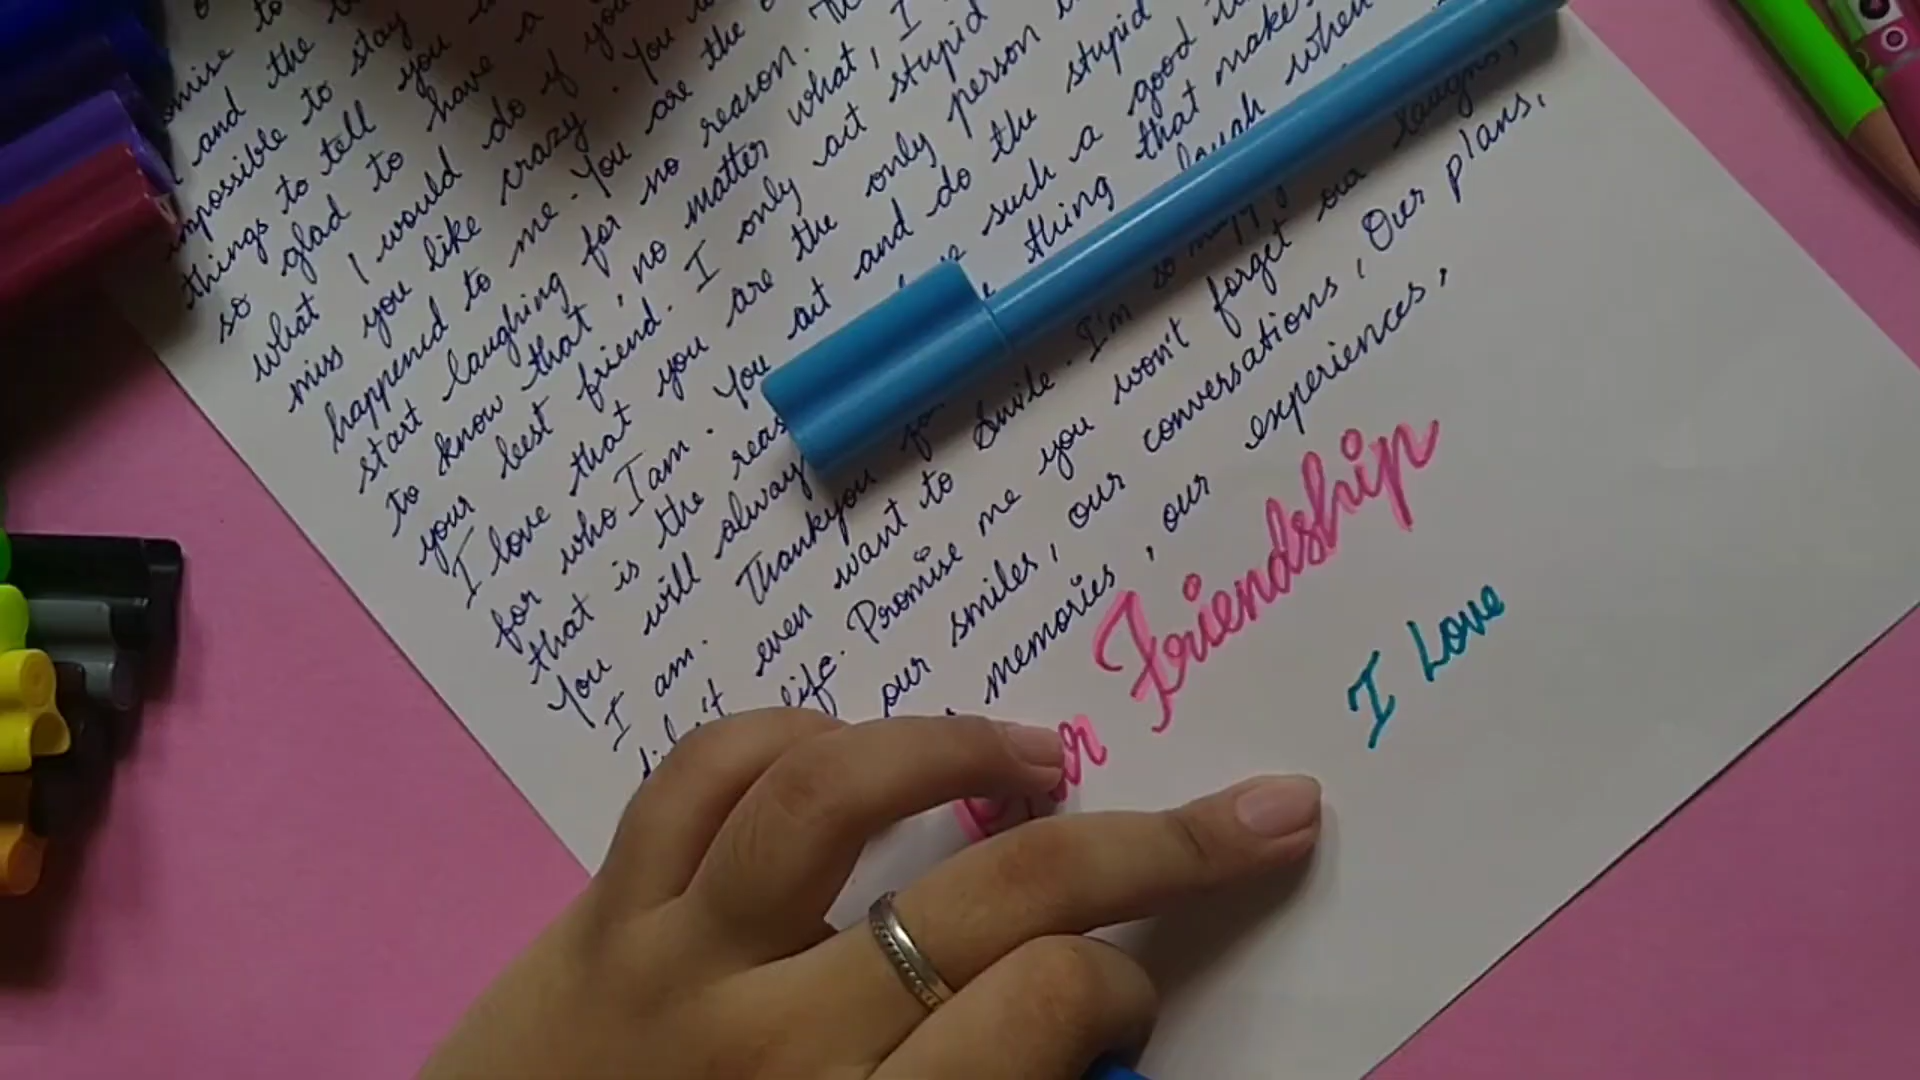 to
and the
impossible to stay
things to tell you
so glad to have a
what I would do if you
miss you like crazy. You
happened to me. You are the
start laughing for no reason.
to know that, no matter what, I
your best friend. I only act stupid
I love that you are the only person
for who I am. You act and do the stupid
that is the such a good
You will always thing that make
I am. Thankyou for laugh when
even want to Smile. I'm so
life. Promise me you won't forget our laughs,
our smiles, our conversations, Our plans,
memories, our experiences,
Friendship
I Love